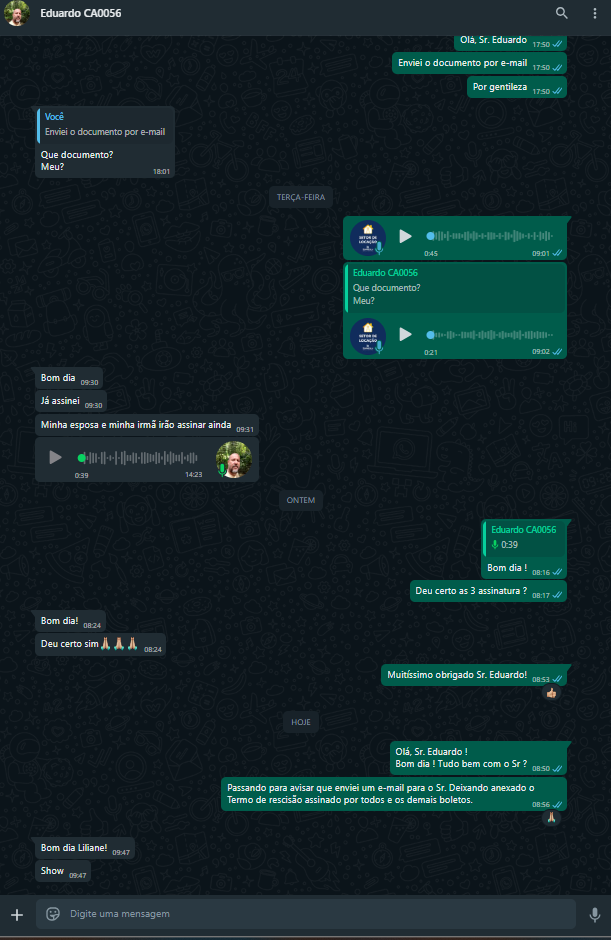 Eduardo CA0056
Olá, Sr. Eduardo 17:50
Enviei o documento por e-mail 17:50
Por gentileza 17:50
Você
Enviei o documento por e-mail
Que documento?
Meu? 18:01
TERÇA-FEIRA
SETOR DE
LOCAÇÃO
0:45 09:01
Eduardo CA0056
Que documento?
Meu?
SETOR DE
LOCAÇÃO
0:21 09:02
Bom dia 09:30
Já assinei 09:30
Minha esposa e minha irmã irão assinar ainda 09:31
0:39 14:23
ONTEM
Eduardo CA0056
0:39
Bom dia ! 08:16
Deu certo as 3 assinatura ? 08:17
Bom dia! 08:24
Deu certo sim🙏🏼🙏🏼🙏🏼 08:24
Muitíssimo obrigado Sr. Eduardo! 08:53
👍🏼
HOJE
Olá, Sr. Eduardo !
Bom dia ! Tudo bem com o Sr ? 08:50
Passando para avisar que enviei um e-mail para o Sr. Deixando anexado o
Termo de rescisão assinado por todos e os demais boletos. 08:56
🙏🏼
Bom dia Liliane! 09:47
Show 09:47
Digite uma mensagem